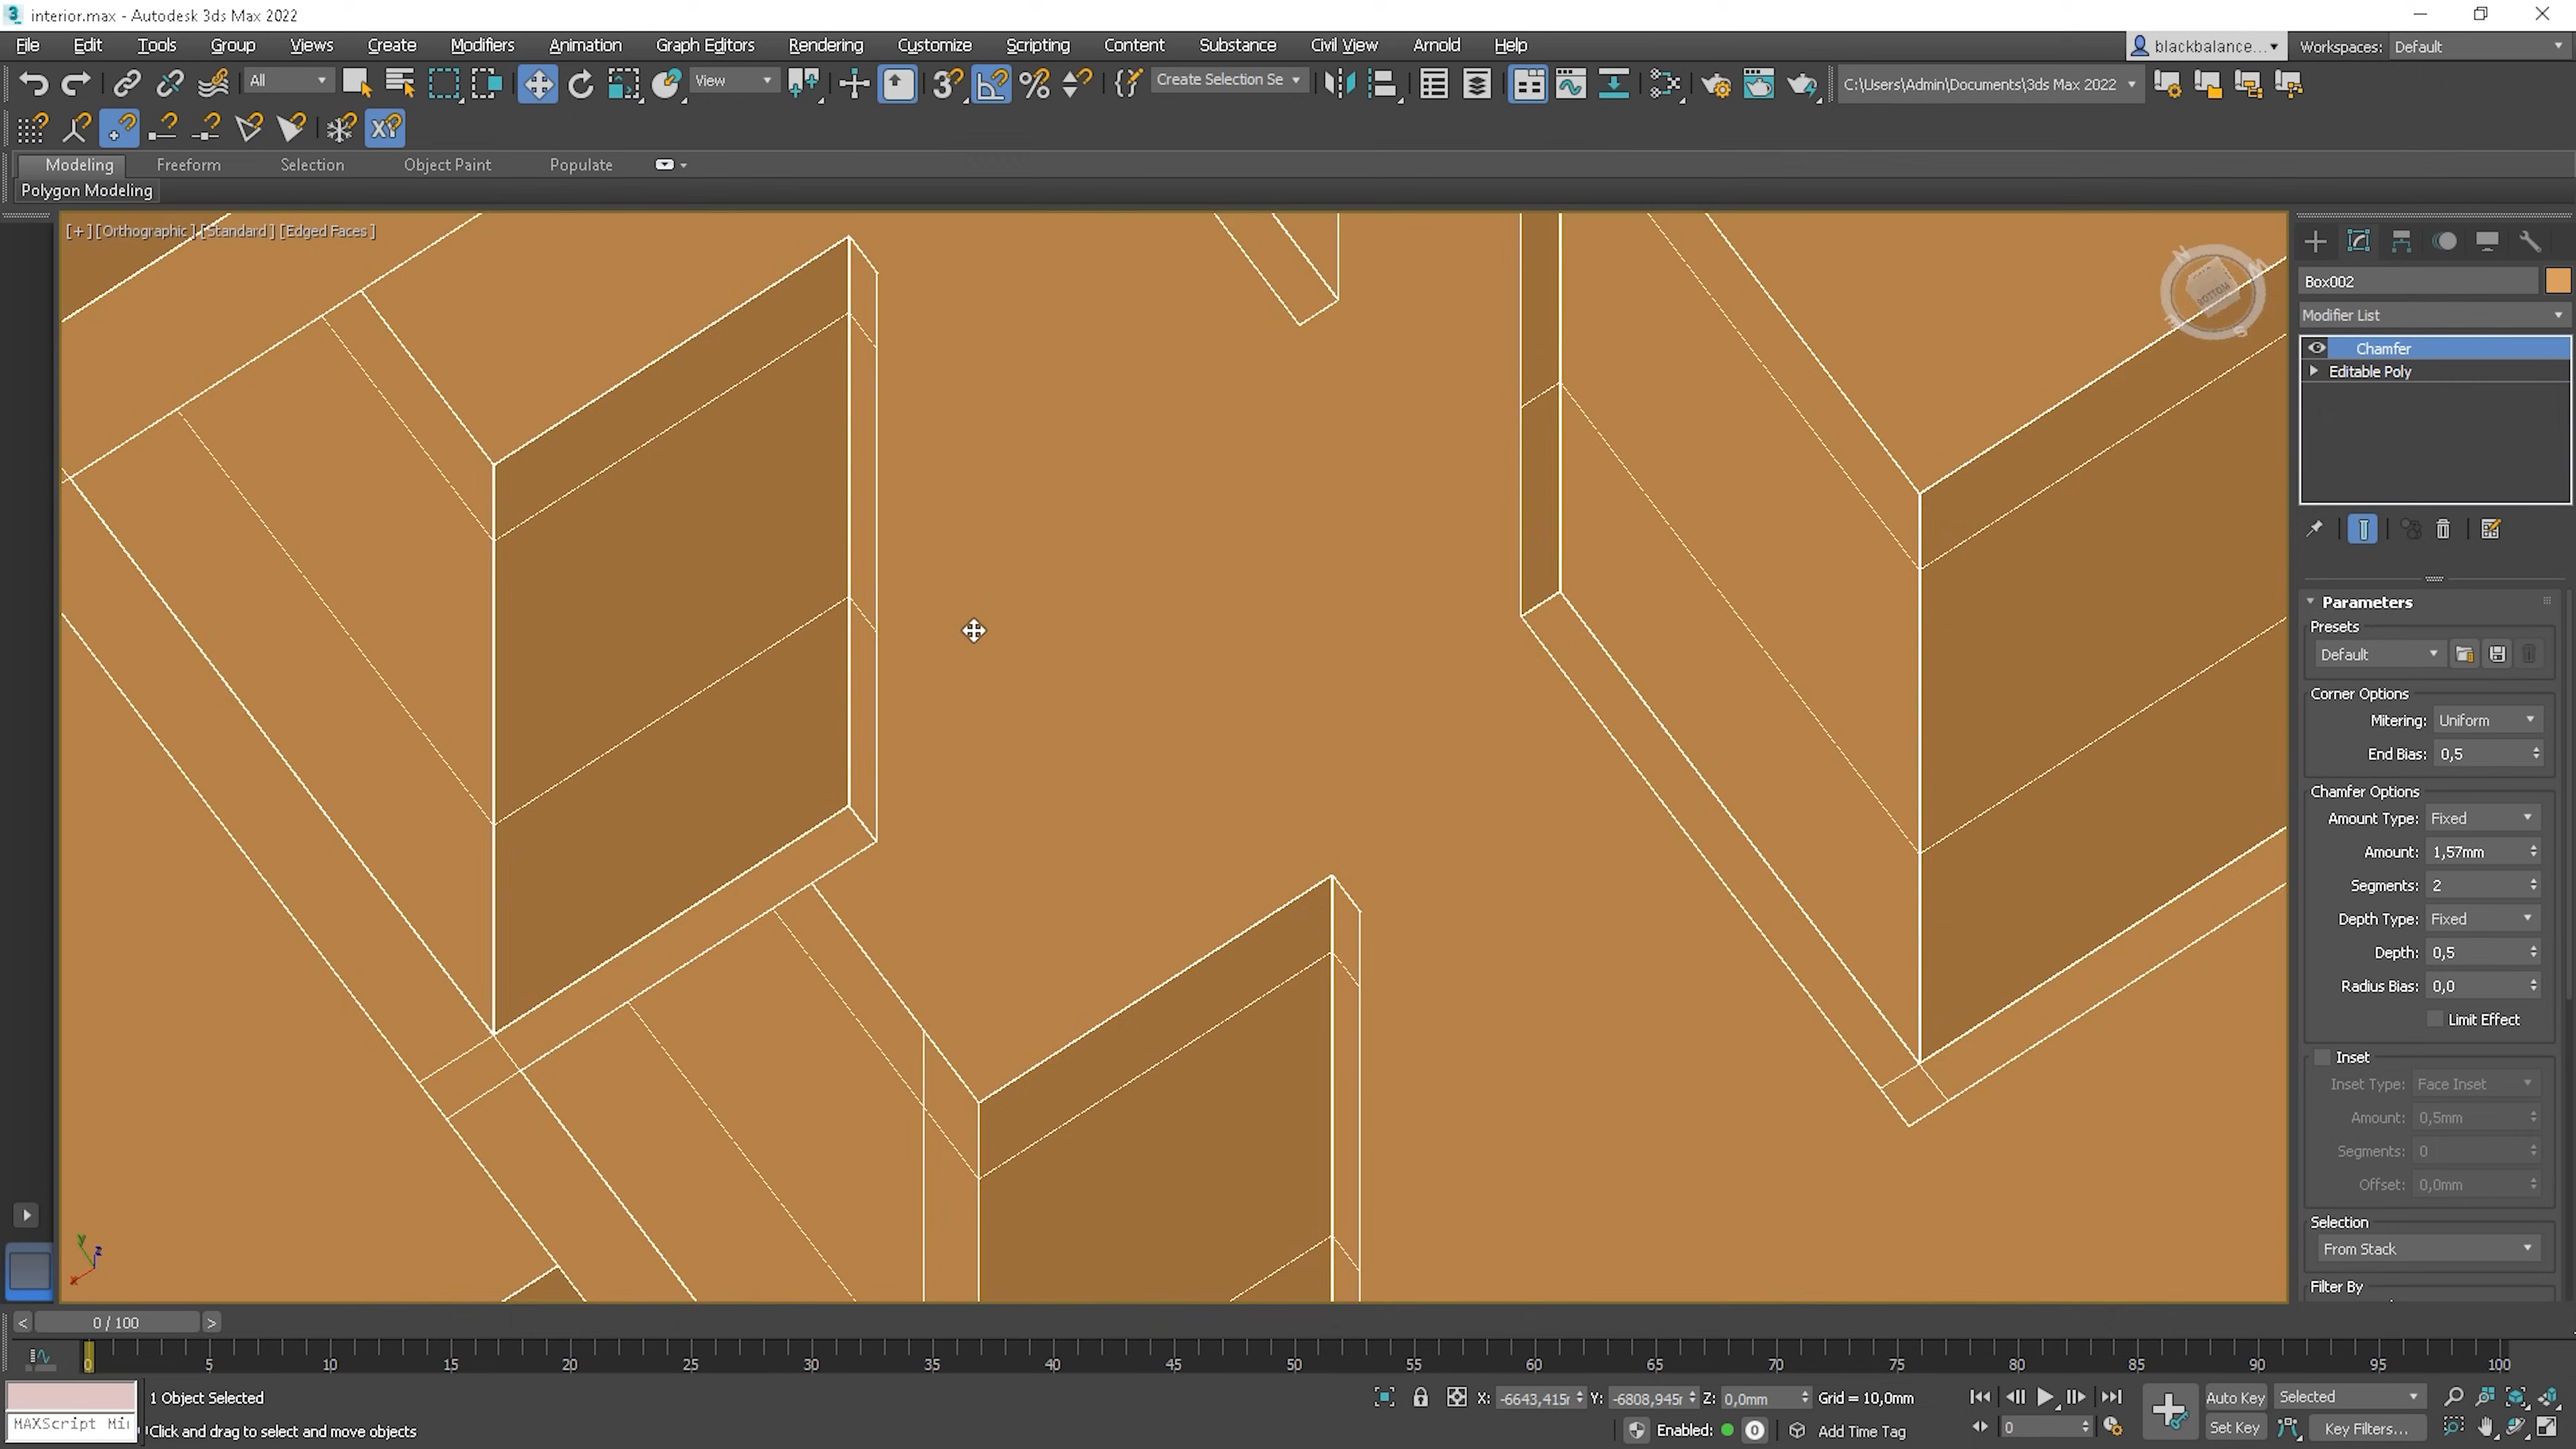 interior.max - Autodesk 3ds Max 2022
File Edit Tools Group Views Create Modifiers Animation Graph Editors Rendering Customize Scripting Content Substance Civil View Arnold Help
blackbalance... Workspaces: Default
All View Create Selection Se C:\Users\Admin\Documents\3ds Max 2022
Modeling Freeform Selection Object Paint Populate
Polygon Modeling
[+] [Orthographic] [Standard] [Edged Faces]
BOTTOM
Box002
Modifier List
Chamfer
Editable Poly
Parameters
Presets
Default
Corner Options
Mitering: Uniform
End Bias: 0,5
Chamfer Options
Amount Type: Fixed
Amount: 1,57mm
Segments: 2
Depth Type: Fixed
Depth: 0,5
Radius Bias: 0,0
Limit Effect
Inset
Inset Type: Face Inset
Amount: 0,5mm
Segments: 0
Offset: 0,0mm
Selection
From Stack
Filter By
0 / 100
0 5 10 15 20 25 30 35 40 45 50 55 60 65 70 75 80 85 90 95 100
1 Object Selected X: -6643,415 Y: -6808,945 Z: 0,0mm Grid = 10,0mm Auto Key Selected
MAXScript Mi Click and drag to select and move objects Enabled: 0 Add Time Tag 0 Set Key Key Filters...